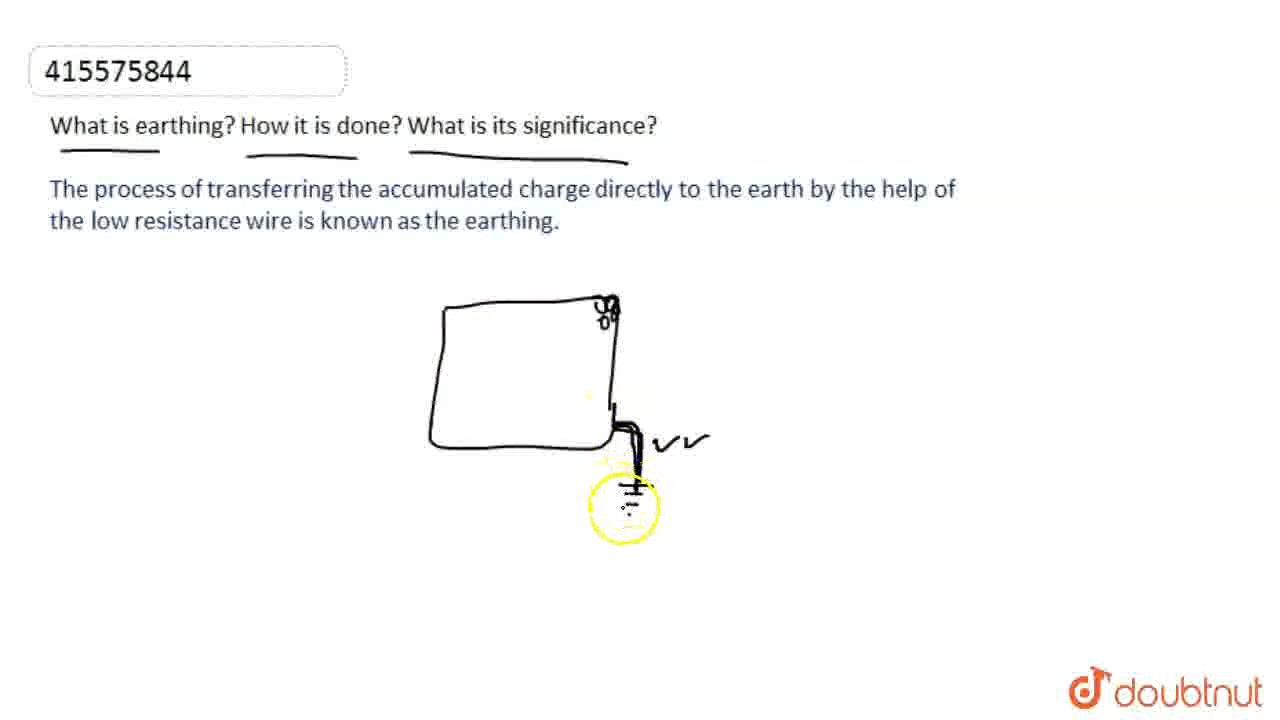 415575844
What is earthing? How it is done? What is its significance?
The process of transferring the accumulated charge directly to the earth by the help of
the low resistance wire is known as the earthing.
doubtnut